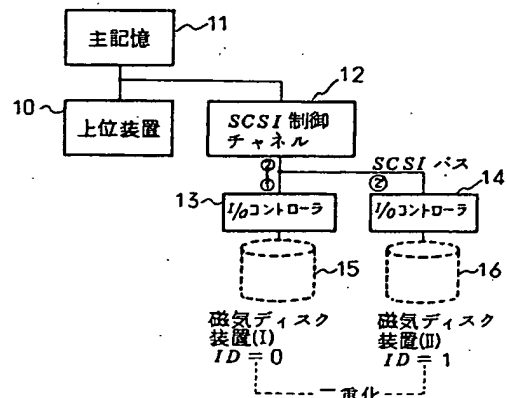 主記憶
11
10
上位装置
12
SCSI 制御
チャネル
②
①
SCSI バス
②
13
I/Oコントローラ
14
I/Oコントローラ
15
16
磁気ディスク
装置(I)
ID=0
磁気ディスク
装置(II)
ID=1
二重化